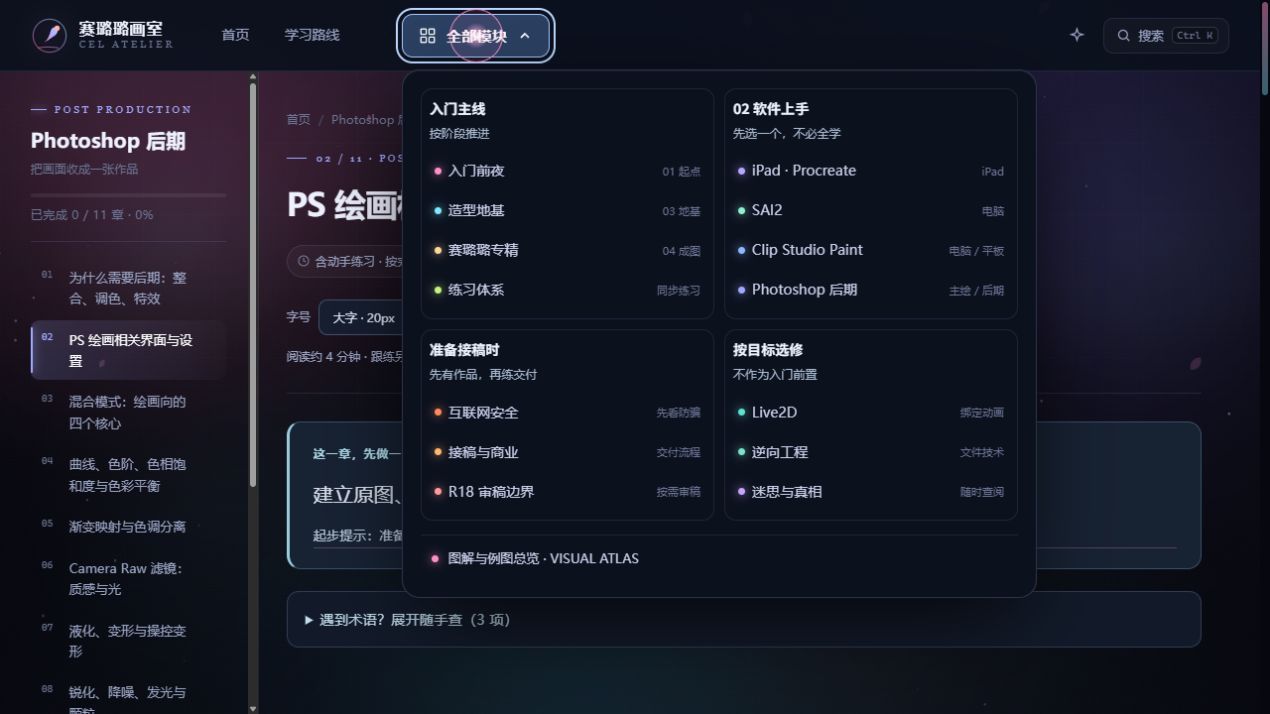 赛璐璐画室
CEL ATELIER
首页
学习路线
全部模块
搜索
Ctrl K
POST PRODUCTION
Photoshop 后期
把画面收成一张作品
已完成 0 / 11 章 · 0%
01 为什么需要后期：整
合、调色、特效
02 PS 绘画相关界面与设
置
03 混合模式：绘画向的
四个核心
04 曲线、色阶、色相饱
和度与色彩平衡
05 渐变映射与色调分离
06 Camera Raw 滤镜：
质感与光
07 液化、变形与操控变
形
08 锐化、降噪、发光与
颗粒
首页 / Photoshop
02 / 11 · POS
PS 绘画
含动手练习 · 按
字号
大字 · 20px
阅读约 4 分钟 · 跟练
这一章，先做一
建立原图、
起步提示：准备
遇到术语？展开随手查（3 项）
入门主线
按阶段推进
入门前夜 01 起点
造型地基 03 地基
赛璐璐专精 04 成图
练习体系 同步练习
02 软件上手
先选一个，不必全学
iPad · Procreate iPad
SAI2 电脑
Clip Studio Paint 电脑 / 平板
Photoshop 后期 主绘 / 后期
准备接稿时
先有作品，再练交付
互联网安全 先看防骗
接稿与商业 交付流程
R18 审稿边界 按需审稿
按目标选修
不作为入门前置
Live2D 绑定动画
逆向工程 文件技术
迷思与真相 随时查阅
图解与例图总览 · VISUAL ATLAS